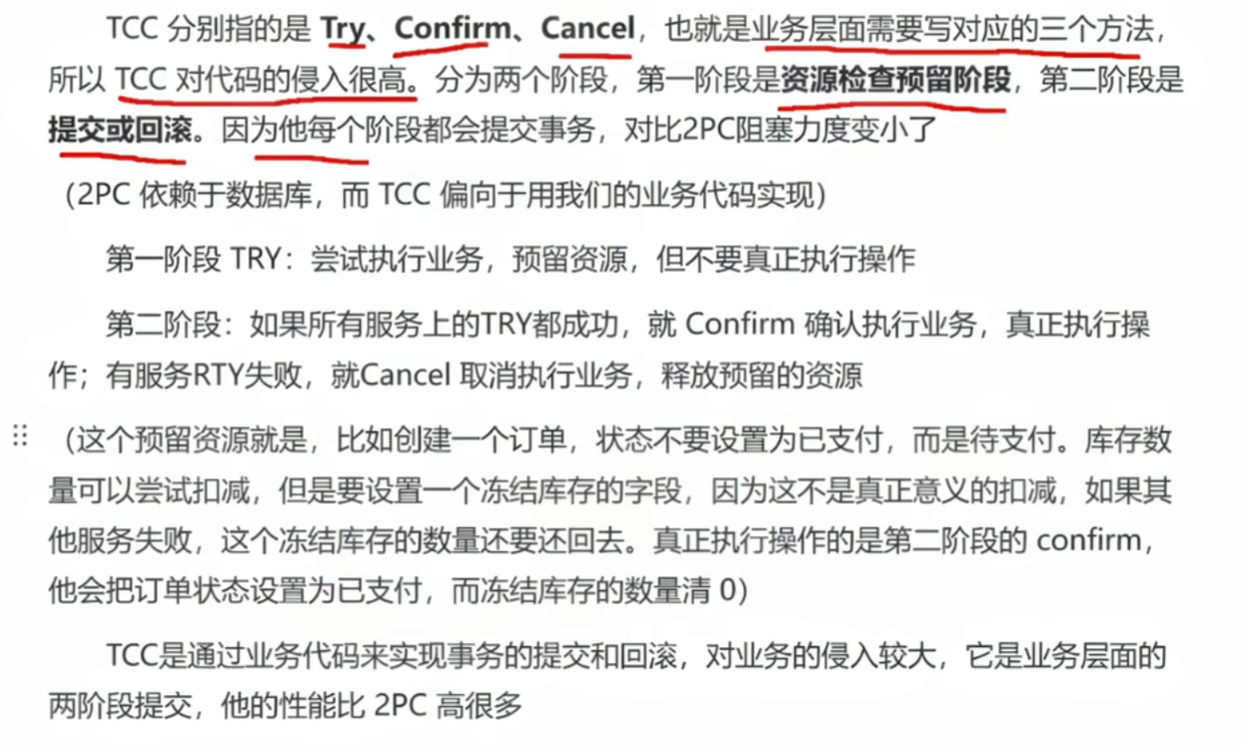 TCC 分别指的是 Try、Confirm、Cancel，也就是业务层面需要写对应的三个方法，
所以 TCC 对代码的侵入很高。分为两个阶段，第一阶段是资源检查预留阶段，第二阶段是
提交或回滚。因为他每个阶段都会提交事务，对比2PC阻塞力度变小了
（2PC 依赖于数据库，而 TCC 偏向于用我们的业务代码实现）
第一阶段 TRY：尝试执行业务，预留资源，但不要真正执行操作
第二阶段：如果所有服务上的TRY都成功，就 Confirm 确认执行业务，真正执行操
作；有服务RTY失败，就Cancel 取消执行业务，释放预留的资源
（这个预留资源就是，比如创建一个订单，状态不要设置为已支付，而是待支付。库存数
量可以尝试扣减，但是要设置一个冻结库存的字段，因为这不是真正意义的扣减，如果其
他服务失败，这个冻结库存的数量还要还回去。真正执行操作的是第二阶段的 confirm，
他会把订单状态设置为已支付，而冻结库存的数量清 0）
TCC是通过业务代码来实现事务的提交和回滚，对业务的侵入较大，它是业务层面的
两阶段提交，他的性能比 2PC 高很多